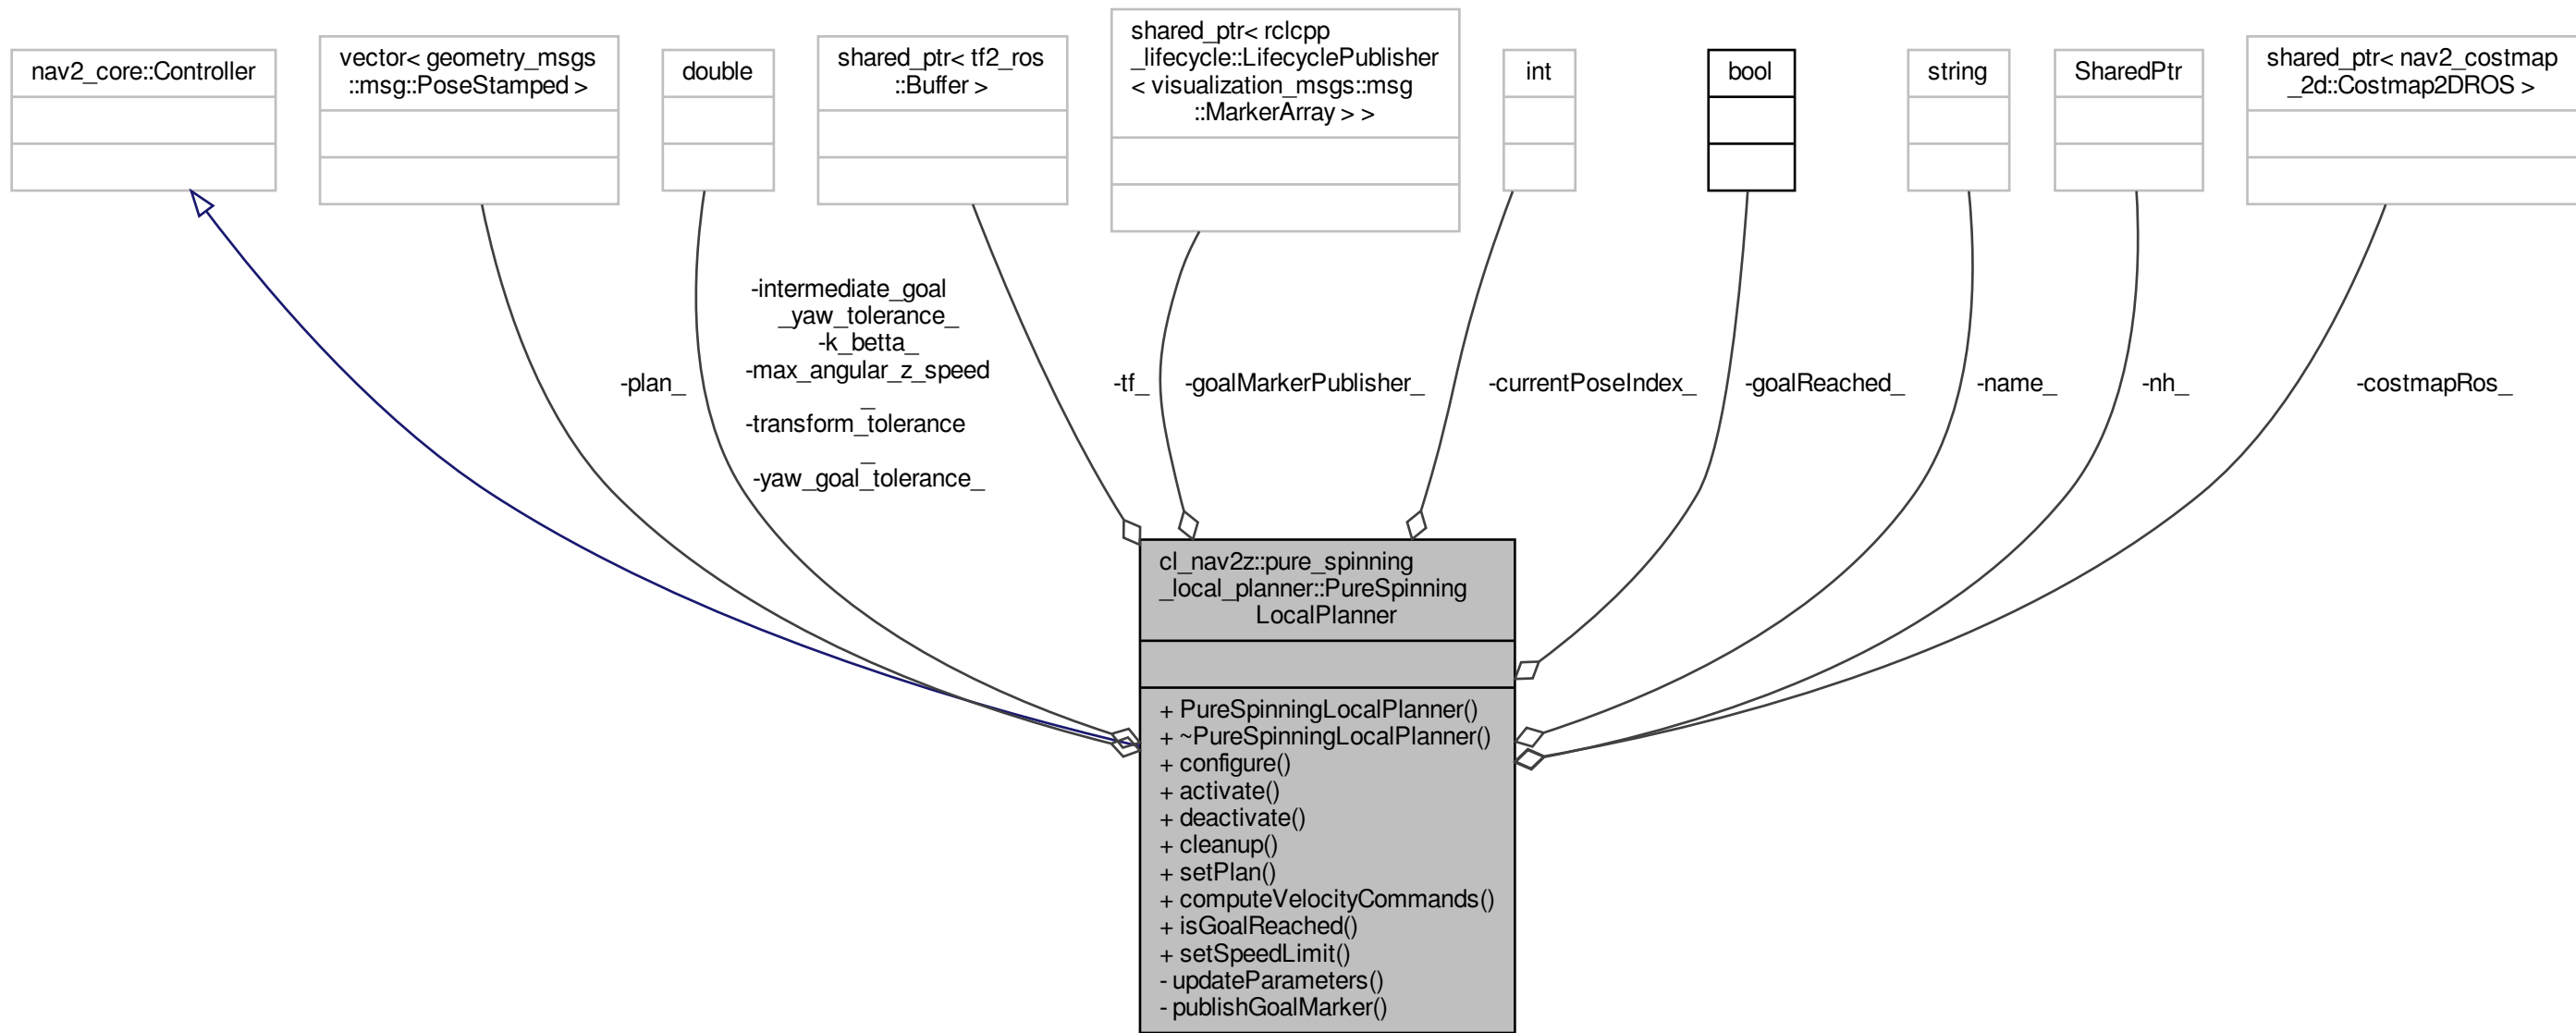 nav2_core::Controller
vector< geometry_msgs
::msg::PoseStamped >
double
shared_ptr< tf2_ros
::Buffer >
shared_ptr< rclcpp
_lifecycle::LifecyclePublisher
< visualization_msgs::msg
::MarkerArray > >
int
bool
string
SharedPtr
shared_ptr< nav2_costmap
_2d::Costmap2DROS >
-plan_
-intermediate_goal
_yaw_tolerance_
-k_betta_
-max_angular_z_speed
_
-transform_tolerance
_
-yaw_goal_tolerance_
-tf_
-goalMarkerPublisher_
-currentPoseIndex_
-goalReached_
-name_
-nh_
-costmapRos_
cl_nav2z::pure_spinning
_local_planner::PureSpinning
LocalPlanner
+ PureSpinningLocalPlanner()
+ ~PureSpinningLocalPlanner()
+ configure()
+ activate()
+ deactivate()
+ cleanup()
+ setPlan()
+ computeVelocityCommands()
+ isGoalReached()
+ setSpeedLimit()
- updateParameters()
- publishGoalMarker()